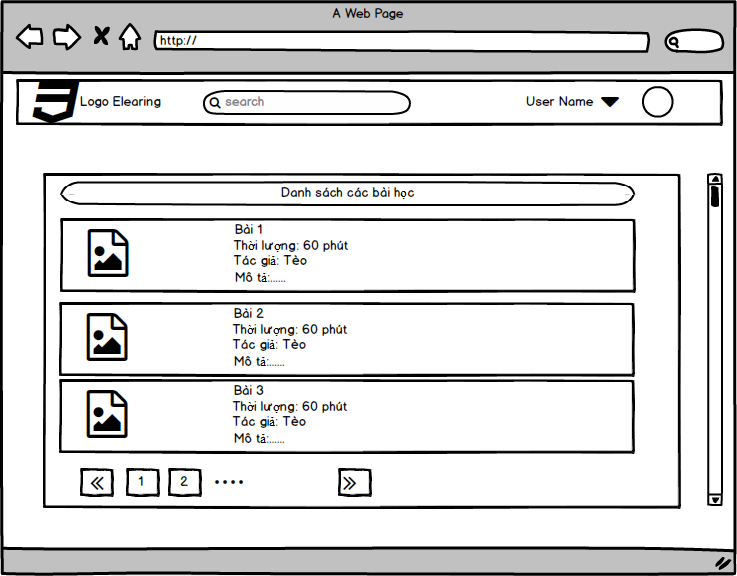 A Web Page
http://
Logo Elearing
search
User Name
Danh sách các bài học
Bài 1
Thời lượng: 60 phút
Tác giả: Tèo
Mô tả:......
Bài 2
Thời lượng: 60 phút
Tác giả: Tèo
Mô tả:......
Bài 3
Thời lượng: 60 phút
Tác giả: Tèo
Mô tả:......
1 2 ....